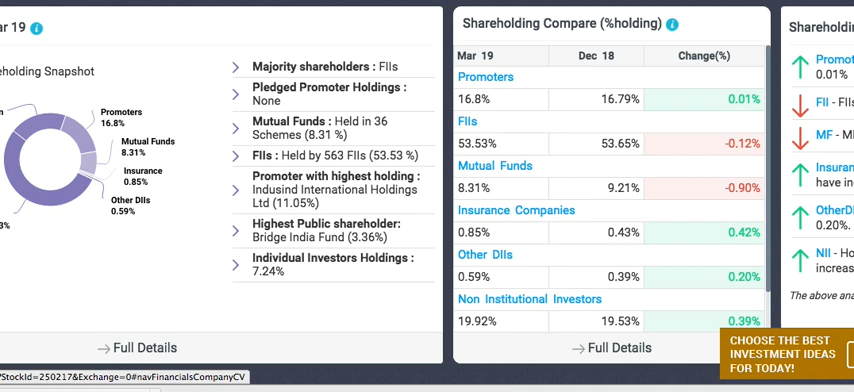 ar 19
eholding Snapshot
n
Promoters
16.8%
Mutual Funds
8.31%
Insurance
0.85%
Other DIIs
0.59%
3%
Majority shareholders : FIIs
Pledged Promoter Holdings :
None
Mutual Funds : Held in 36
Schemes (8.31 %)
FIIs : Held by 563 FIIs (53.53 %)
Promoter with highest holding :
Indusind International Holdings
Ltd (11.05%)
Highest Public shareholder:
Bridge India Fund (3.36%)
Individual Investors Holdings :
7.24%
Full Details
?StockId=250217&Exchange=0#navFinancialsCompanyCV
Shareholding Compare (%holding)
Mar 19 Dec 18 Change(%)
Promoters
16.8% 16.79% 0.01%
FIIs
53.53% 53.65% -0.12%
Mutual Funds
8.31% 9.21% -0.90%
Insurance Companies
0.85% 0.43% 0.42%
Other DIIs
0.59% 0.39% 0.20%
Non Institutional Investors
19.92% 19.53% 0.39%
Full Details
Shareholdin
Promot
0.01%
FII - FIIs
MF - M
Insuran
have in
OtherDI
0.20%.
NII - Ho
increas
The above ana
CHOOSE THE BEST
INVESTMENT IDEAS
FOR TODAY!